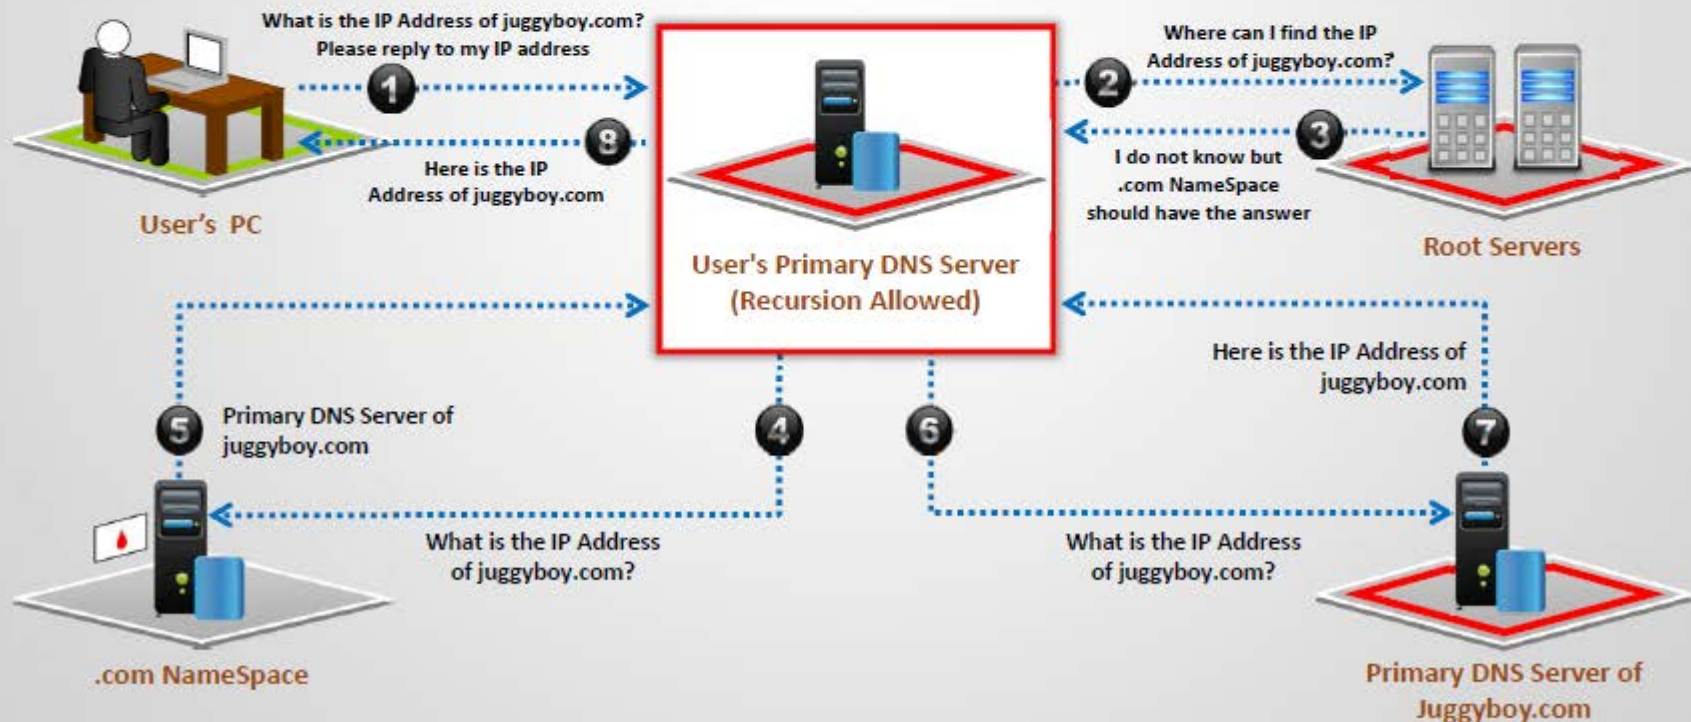 What is the IP Address of juggyboy.com?
Please reply to my IP address
1
8
Here is the IP
Address of juggyboy.com
User's PC
User's Primary DNS Server
(Recursion Allowed)
Where can I find the IP
Address of juggyboy.com?
2
3
I do not know but
.com NameSpace
should have the answer
Root Servers
5
Primary DNS Server of
juggyboy.com
4
What is the IP Address
of juggyboy.com?
.com NameSpace
6
What is the IP Address
of juggyboy.com?
Here is the IP Address of
juggyboy.com
7
Primary DNS Server of
Juggyboy.com